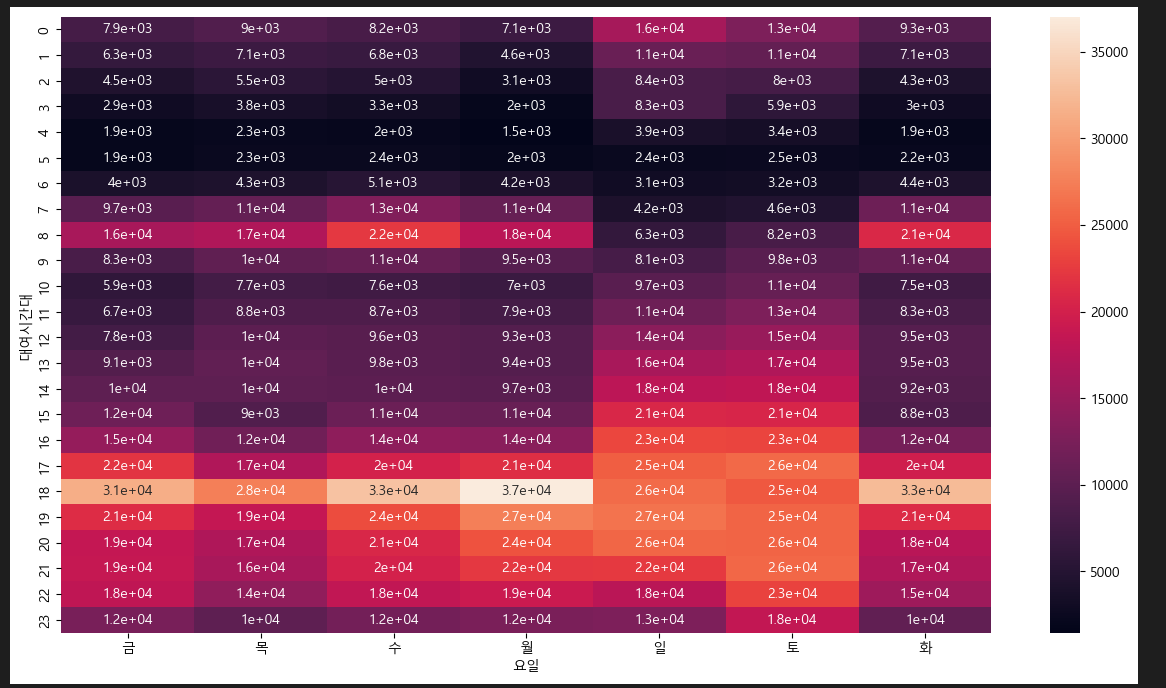 0 7.9e+03 9e+03 8.2e+03 7.1e+03 1.6e+04 1.3e+04 9.3e+03
1 6.3e+03 7.1e+03 6.8e+03 4.6e+03 1.1e+04 1.1e+04 7.1e+03
2 4.5e+03 5.5e+03 5e+03 3.1e+03 8.4e+03 8e+03 4.3e+03
3 2.9e+03 3.8e+03 3.3e+03 2e+03 8.3e+03 5.9e+03 3e+03
4 1.9e+03 2.3e+03 2e+03 1.5e+03 3.9e+03 3.4e+03 1.9e+03
5 1.9e+03 2.3e+03 2.4e+03 2e+03 2.4e+03 2.5e+03 2.2e+03
6 4e+03 4.3e+03 5.1e+03 4.2e+03 3.1e+03 3.2e+03 4.4e+03
7 9.7e+03 1.1e+04 1.3e+04 1.1e+04 4.2e+03 4.6e+03 1.1e+04
8 1.6e+04 1.7e+04 2.2e+04 1.8e+04 6.3e+03 8.2e+03 2.1e+04
9 8.3e+03 1e+04 1.1e+04 9.5e+03 8.1e+03 9.8e+03 1.1e+04
10 5.9e+03 7.7e+03 7.6e+03 7e+03 9.7e+03 1.1e+04 7.5e+03
11 6.7e+03 8.8e+03 8.7e+03 7.9e+03 1.1e+04 1.3e+04 8.3e+03
12 7.8e+03 1e+04 9.6e+03 9.3e+03 1.4e+04 1.5e+04 9.5e+03
13 9.1e+03 1e+04 9.8e+03 9.4e+03 1.6e+04 1.7e+04 9.5e+03
14 1e+04 1e+04 1e+04 9.7e+03 1.8e+04 1.8e+04 9.2e+03
15 1.2e+04 9e+03 1.1e+04 1.1e+04 2.1e+04 2.1e+04 8.8e+03
16 1.5e+04 1.2e+04 1.4e+04 1.4e+04 2.3e+04 2.3e+04 1.2e+04
17 2.2e+04 1.7e+04 2e+04 2.1e+04 2.5e+04 2.6e+04 2e+04
18 3.1e+04 2.8e+04 3.3e+04 3.7e+04 2.6e+04 2.5e+04 3.3e+04
19 2.1e+04 1.9e+04 2.4e+04 2.7e+04 2.7e+04 2.5e+04 2.1e+04
20 1.9e+04 1.7e+04 2.1e+04 2.4e+04 2.6e+04 2.6e+04 1.8e+04
21 1.9e+04 1.6e+04 2e+04 2.2e+04 2.2e+04 2.6e+04 1.7e+04
22 1.8e+04 1.4e+04 1.8e+04 1.9e+04 1.8e+04 2.3e+04 1.5e+04
23 1.2e+04 1e+04 1.2e+04 1.2e+04 1.3e+04 1.8e+04 1e+04
금 목 수 월 일 토 화
요일
대여시간대
35000
30000
25000
20000
15000
10000
5000